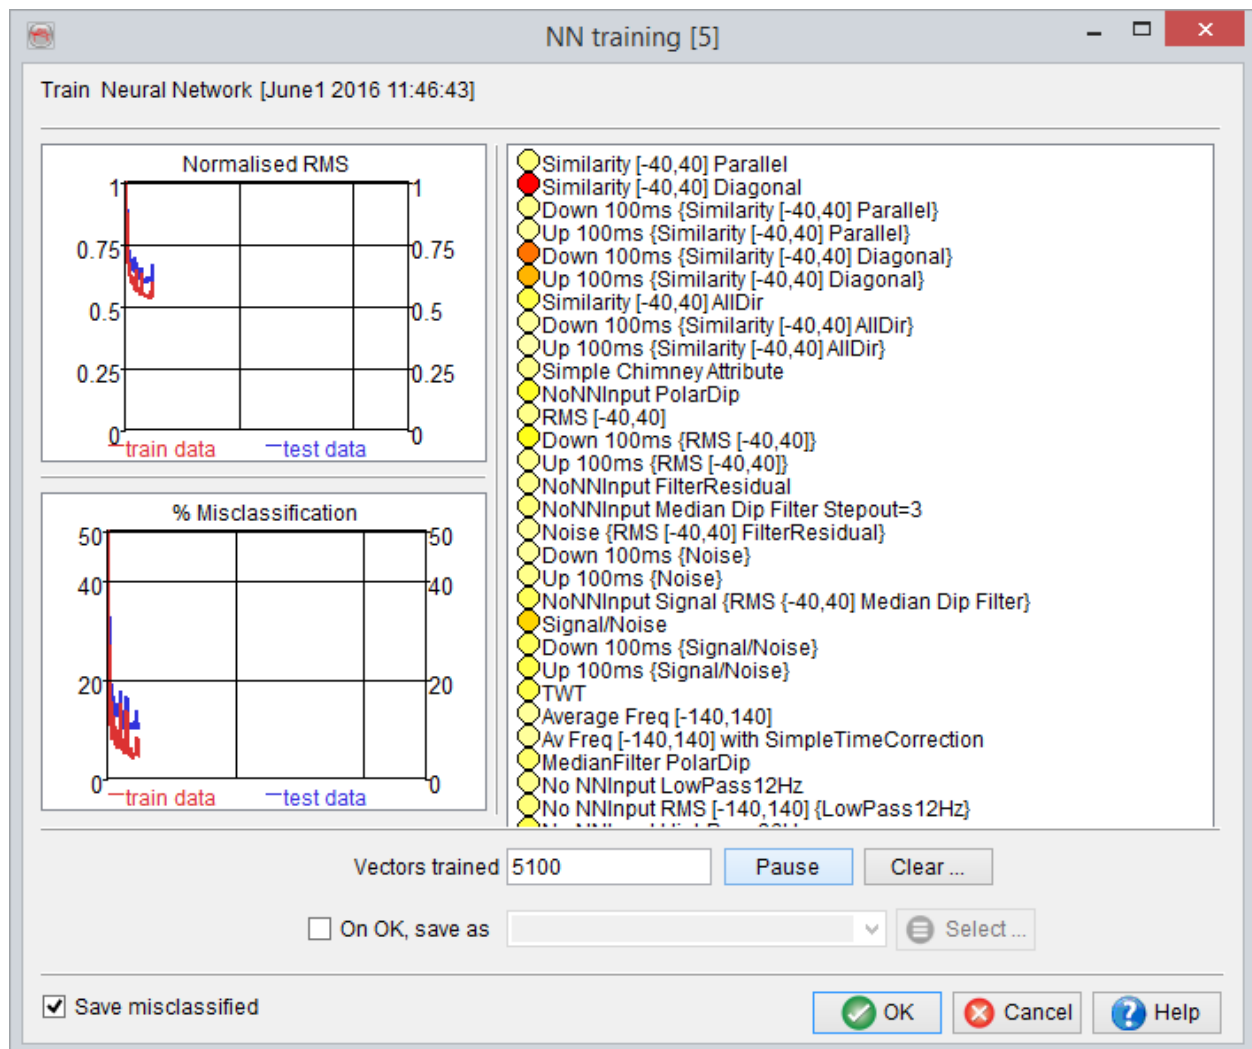 NN training [5]
Train Neural Network [June1 2016 11:46:43]
Normalised RMS
1 1
0.75 0.75
0.5 0.5
0.25 0.25
0 0
train data test data
% Misclassification
50 50
40 40
20 20
0 0
train data test data
Similarity [-40,40] Parallel
Similarity [-40,40] Diagonal
Down 100ms {Similarity [-40,40] Parallel}
Up 100ms {Similarity [-40,40] Parallel}
Down 100ms {Similarity [-40,40] Diagonal}
Up 100ms {Similarity [-40,40] Diagonal}
Similarity [-40,40] AllDir
Down 100ms {Similarity [-40,40] AllDir}
Up 100ms {Similarity [-40,40] AllDir}
Simple Chimney Attribute
NoNNInput PolarDip
RMS [-40,40]
Down 100ms {RMS [-40,40]}
Up 100ms {RMS [-40,40]}
NoNNInput FilterResidual
NoNNInput Median Dip Filter Stepout=3
Noise {RMS [-40,40] FilterResidual}
Down 100ms {Noise}
Up 100ms {Noise}
NoNNInput Signal {RMS {-40,40] Median Dip Filter}
Signal/Noise
Down 100ms {Signal/Noise}
Up 100ms {Signal/Noise}
TWT
Average Freq [-140,140]
Av Freq [-140,140] with SimpleTimeCorrection
MedianFilter PolarDip
No NNInput LowPass12Hz
No NNInput RMS [-140,140] {LowPass12Hz}
Vectors trained 5100 Pause Clear ...
On OK, save as Select ...
Save misclassified OK Cancel Help